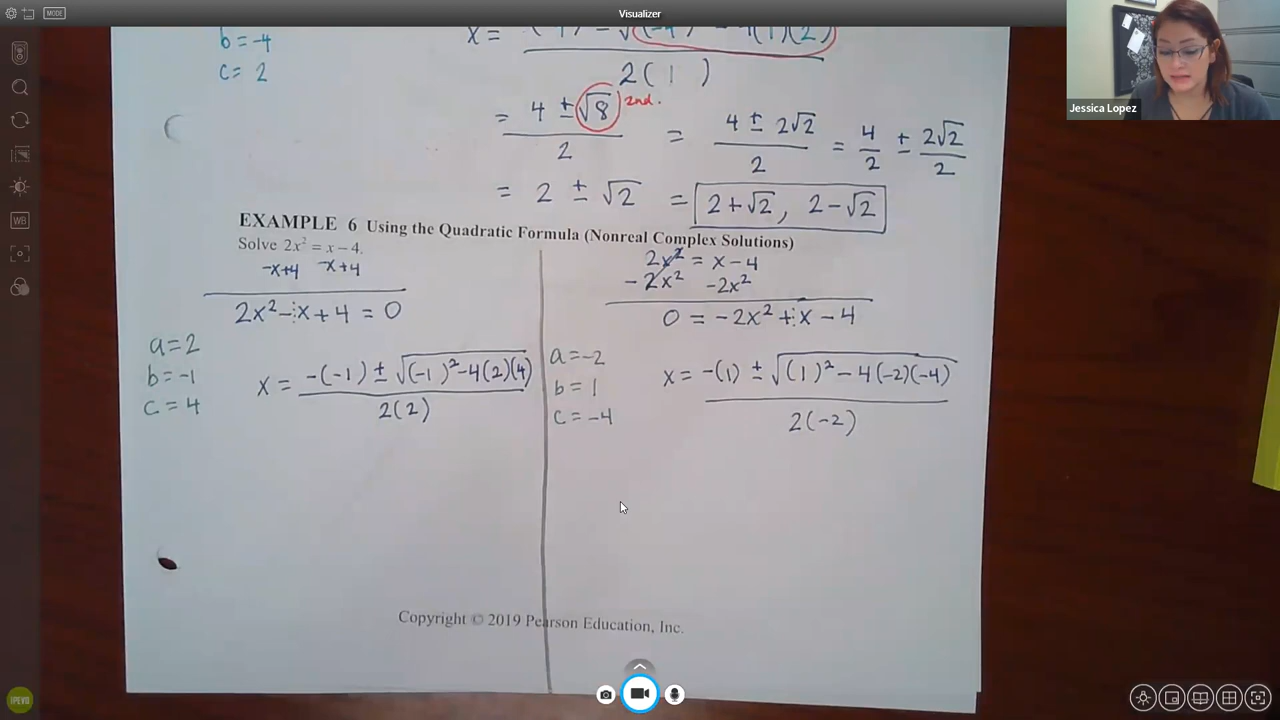 MODE
Visualizer
Jessica Lopez
WB
b = -4
c = 2
x =
2( 1 )
= 4 ± √8 / 2
2nd.
= 4 ± 2√2 / 2 = 4/2 ± 2√2/2
= 2 ± √2 = 2+√2, 2-√2
EXAMPLE 6 Using the Quadratic Formula (Nonreal Complex Solutions)
Solve 2x² = x – 4.
-x+4 -x+4
2x² - x + 4 = 0
a = 2
b = -1
c = 4
x = -(-1) ± √(-1)² - 4(2)(4) / 2(2)
2x² = x - 4
- 2x² -2x²
0 = -2x² + x - 4
a = -2
b = 1
c = -4
x = -(1) ± √(1)² - 4(-2)(-4) / 2(-2)
Copyright © 2019 Pearson Education, Inc.
IPEVO